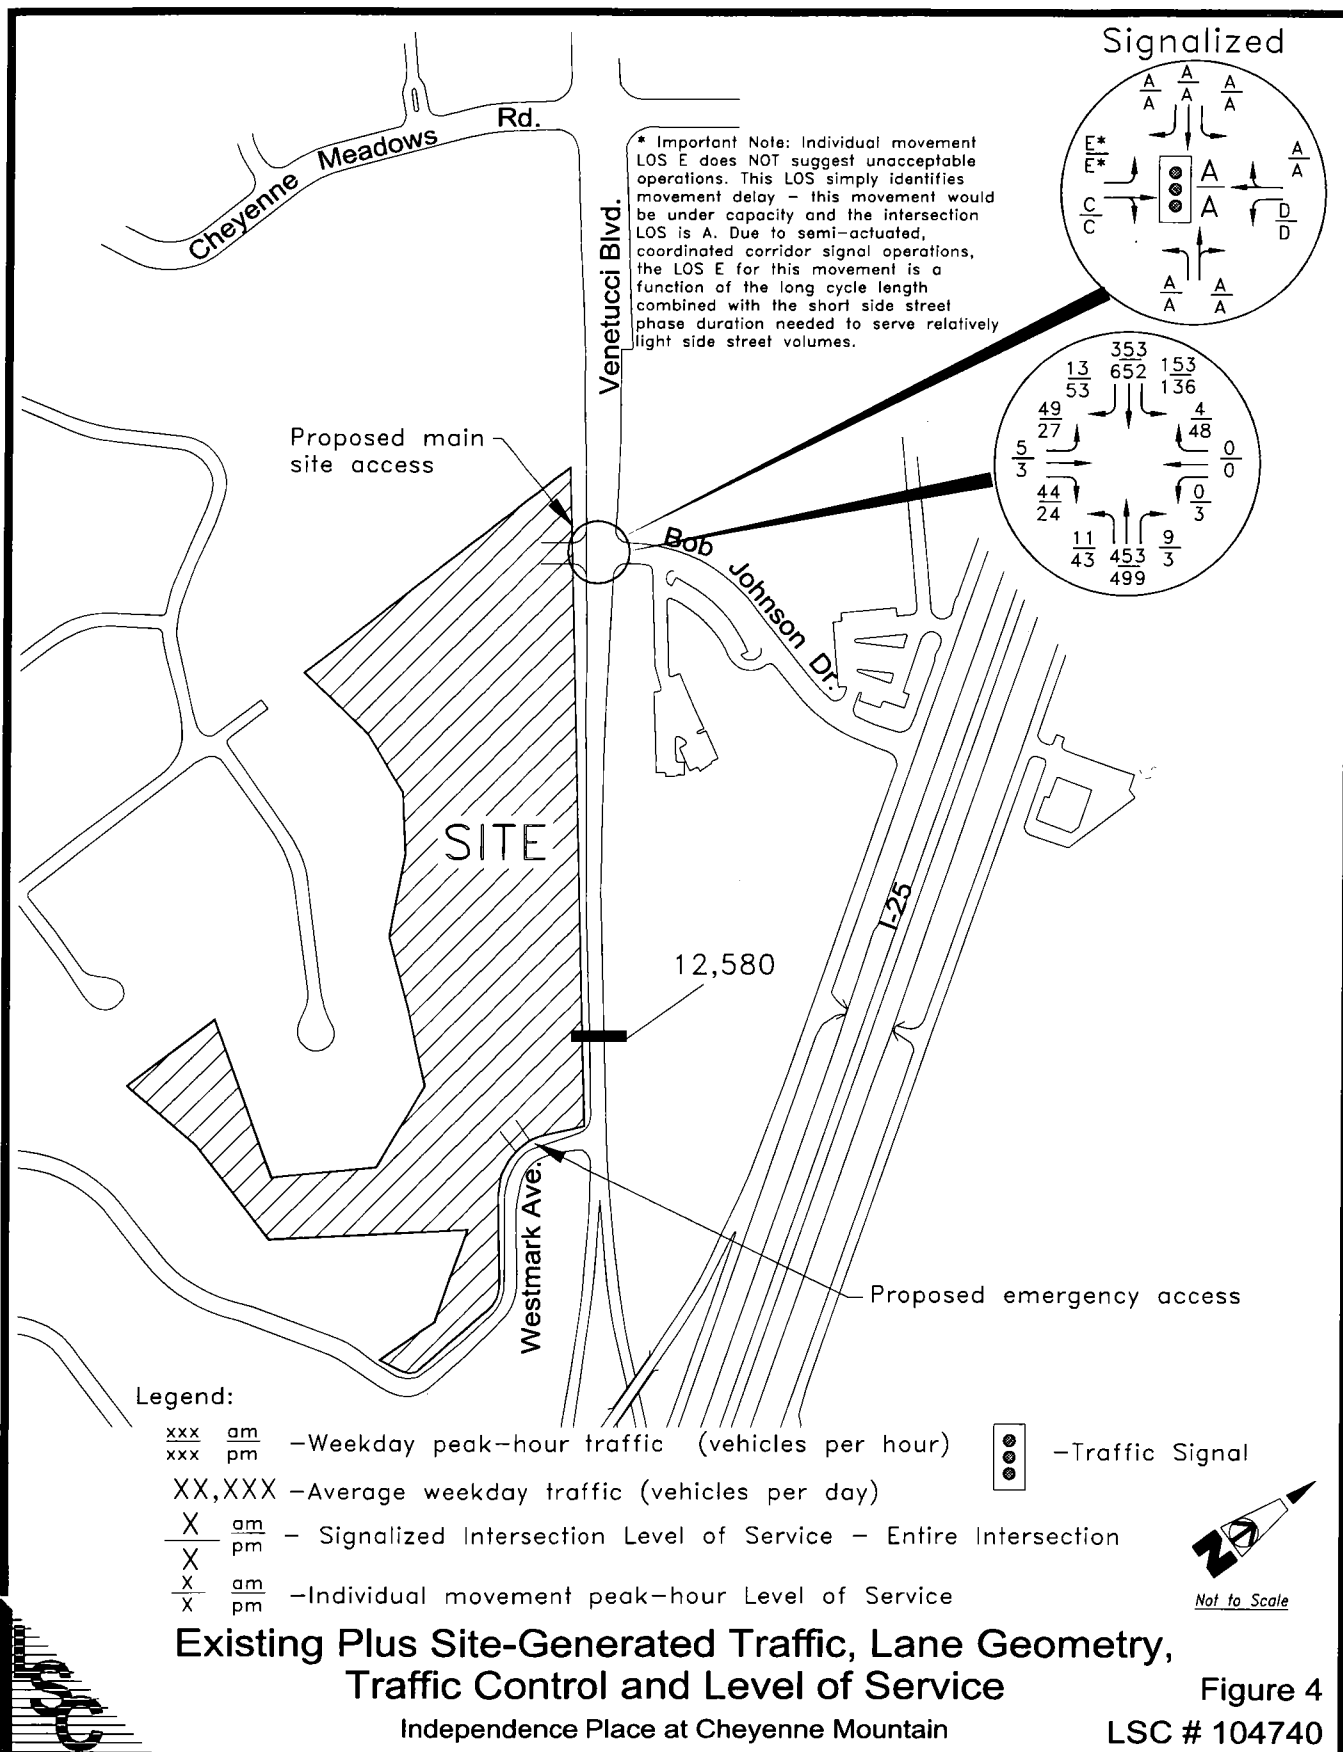 Signalized
A A A
A A A
E*
E*
A
A
A
A
C
C
D
D
A A
A A
Cheyenne Meadows Rd.
* Important Note: Individual movement
LOS E does NOT suggest unacceptable
operations. This LOS simply identifies
movement delay – this movement would
be under capacity and the intersection
LOS is A. Due to semi-actuated,
coordinated corridor signal operations,
the LOS E for this movement is a
function of the long cycle length
combined with the short side street
phase duration needed to serve relatively
light side street volumes.
Venetucci Blvd.
13
53
353
652
153
136
49
27
4
48
5
3
0
0
44
24
0
3
11
43
453
499
9
3
Proposed main
site access
Bob Johnson Dr.
SITE
I-25
12,580
Westmark Ave.
Proposed emergency access
Legend:
xxx am
xxx pm
-Weekday peak-hour traffic (vehicles per hour)
-Traffic Signal
XX,XXX -Average weekday traffic (vehicles per day)
X am
X pm
- Signalized Intersection Level of Service - Entire Intersection
X am
X pm
-Individual movement peak-hour Level of Service
N
Not to Scale
LSC
Existing Plus Site-Generated Traffic, Lane Geometry,
Traffic Control and Level of Service
Independence Place at Cheyenne Mountain
Figure 4
LSC # 104740